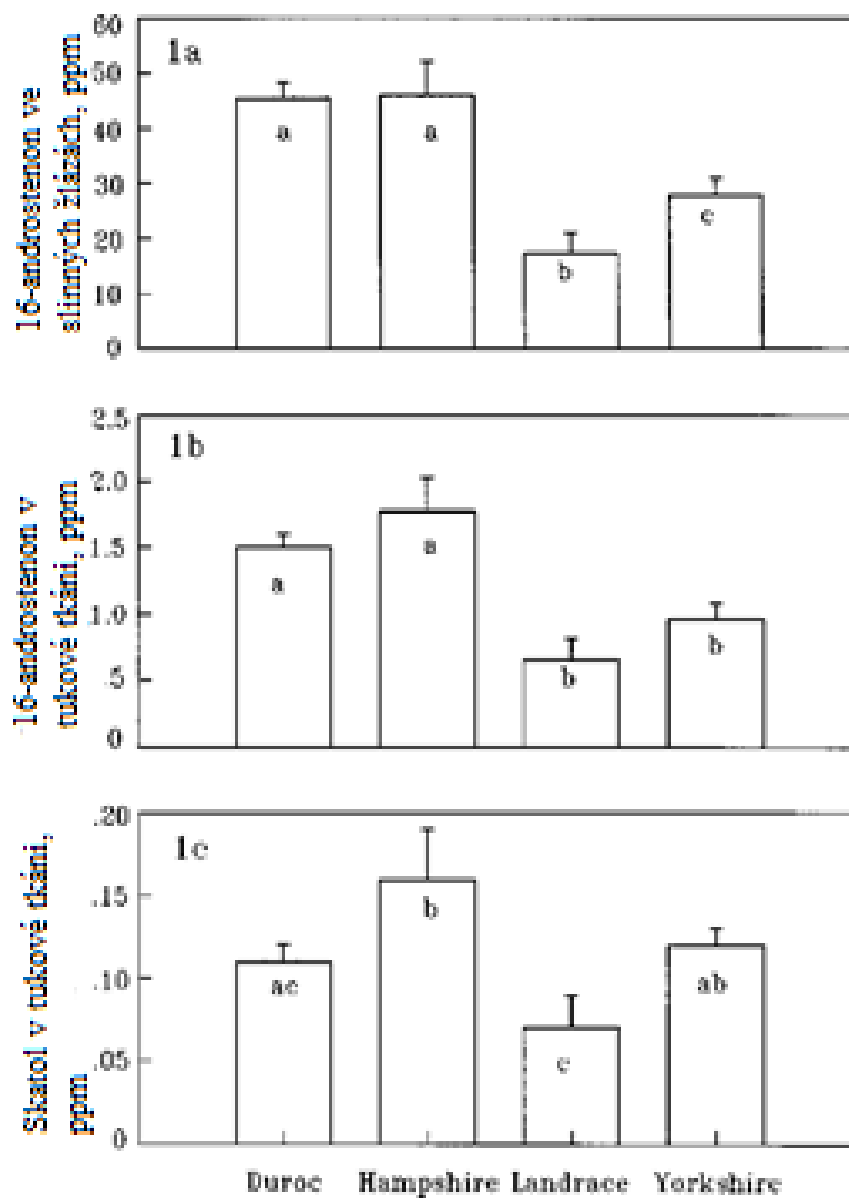 16-androstenon ve
slinných žlázách, ppm
60
50
40
30
20
10
0
1a
a
a
b
c
16-androstenon v
tukové tkáni, ppm
2.5
2.0
1.5
1.0
.5
0
1b
a
a
b
b
Skatol v tukové tkáni,
ppm
.20
.15
.10
.05
0
1c
ac
b
c
ab
Duroc Hampshire Landrace Yorkshire